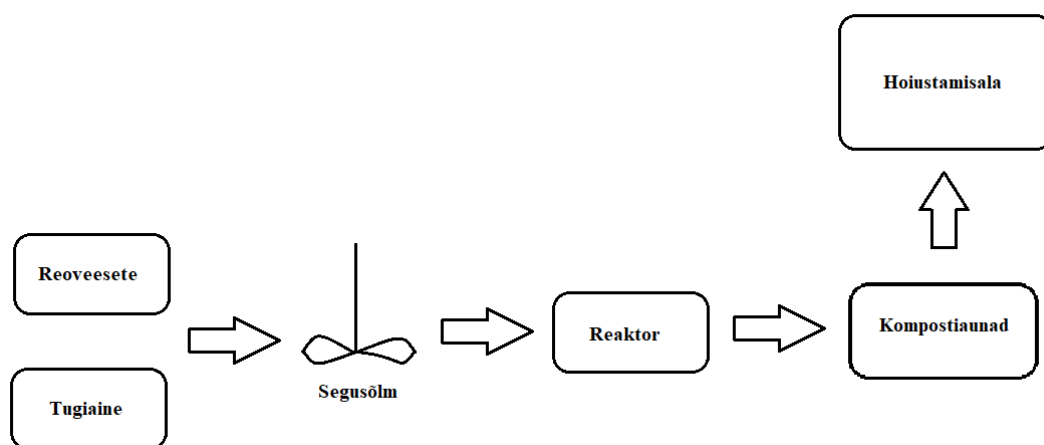 Hoiustamisala
Reoveesete
Tugiaine
Segusõlm
Reaktor
Kompostiaunad